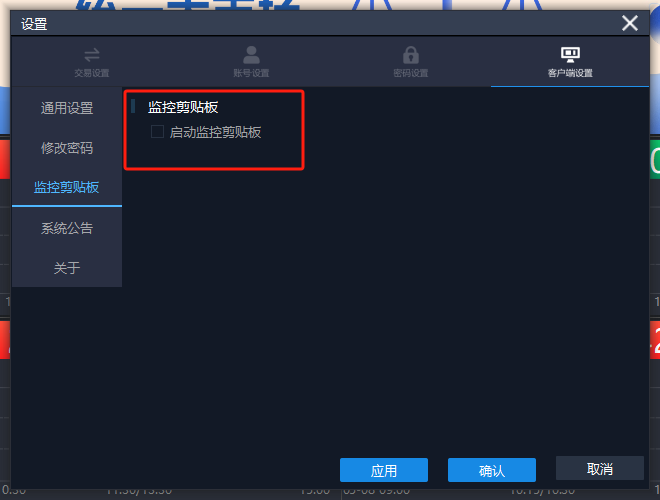 设置
交易设置
账号设置
密码设置
客户端设置
通用设置
修改密码
监控剪贴板
系统公告
关于
监控剪贴板
启动监控剪贴板
应用
确认
取消